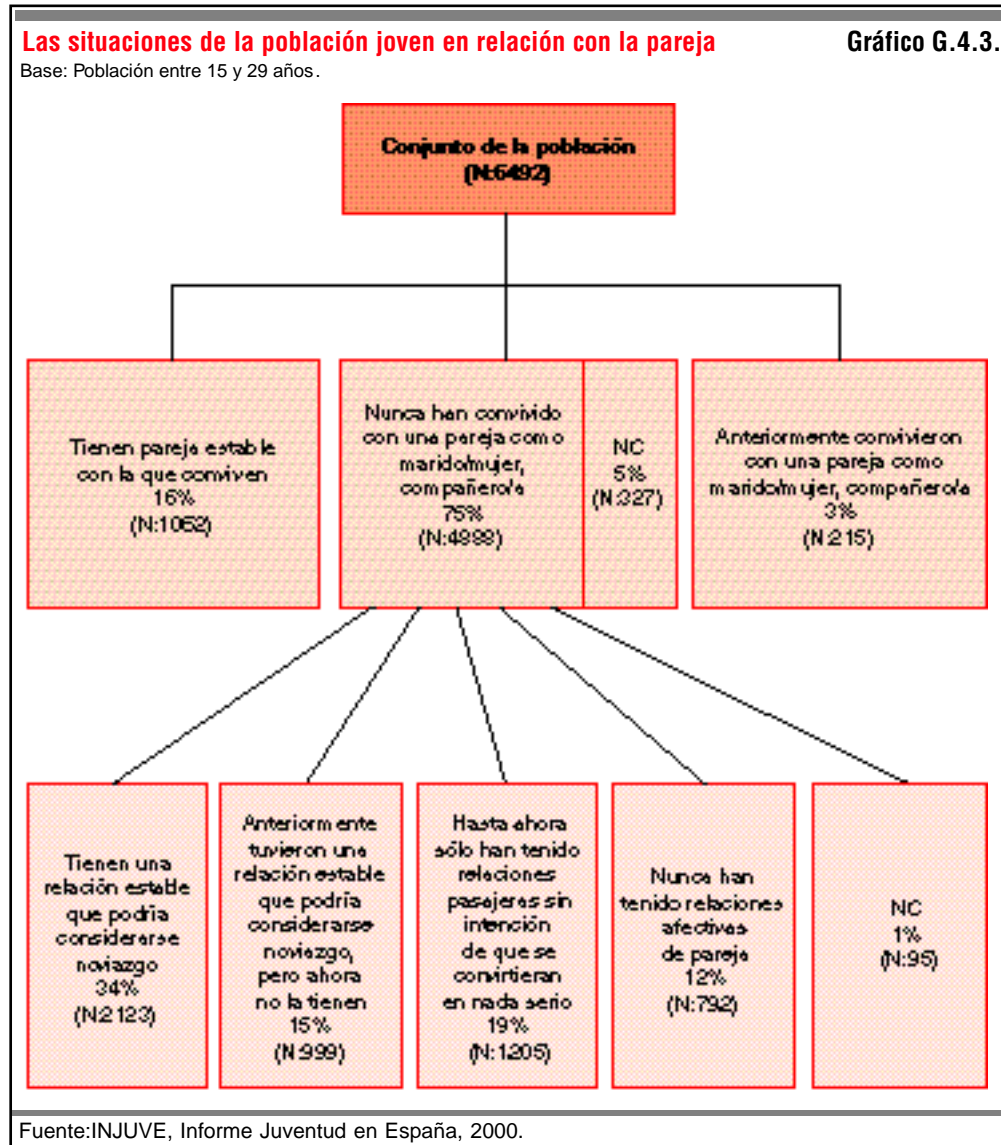 Las situaciones de la población joven en relación con la pareja
Gráfico G.4.3.
Base: Población entre 15 y 29 años.
Conjunto de la población
(N:6492)
Tienen pareja estable
con la que conviven
16%
(N:1062)
Nunca han convivido
con una pareja como
marido/mujer,
compañero/a
75%
(N:4888)
NC
5%
(N:327)
Anteriormente convivieron
con una pareja como
marido/mujer, compañero/a
3%
(N:215)
Tienen una
relación estable
que podría
considerarse
noviazgo
34%
(N:2123)
Anteriormente
tuvieron una
relación estable
que podría
considerarse
noviazgo,
pero ahora
no la tienen
15%
(N:999)
Hasta ahora
sólo han tenido
relaciones
pasajeras sin
intención
de que se
convirtieran
en nada serio
19%
(N:1205)
Nunca han
tenido relaciones
afectivas
de pareja
12%
(N:792)
NC
1%
(N:95)
Fuente:INJUVE, Informe Juventud en España, 2000.